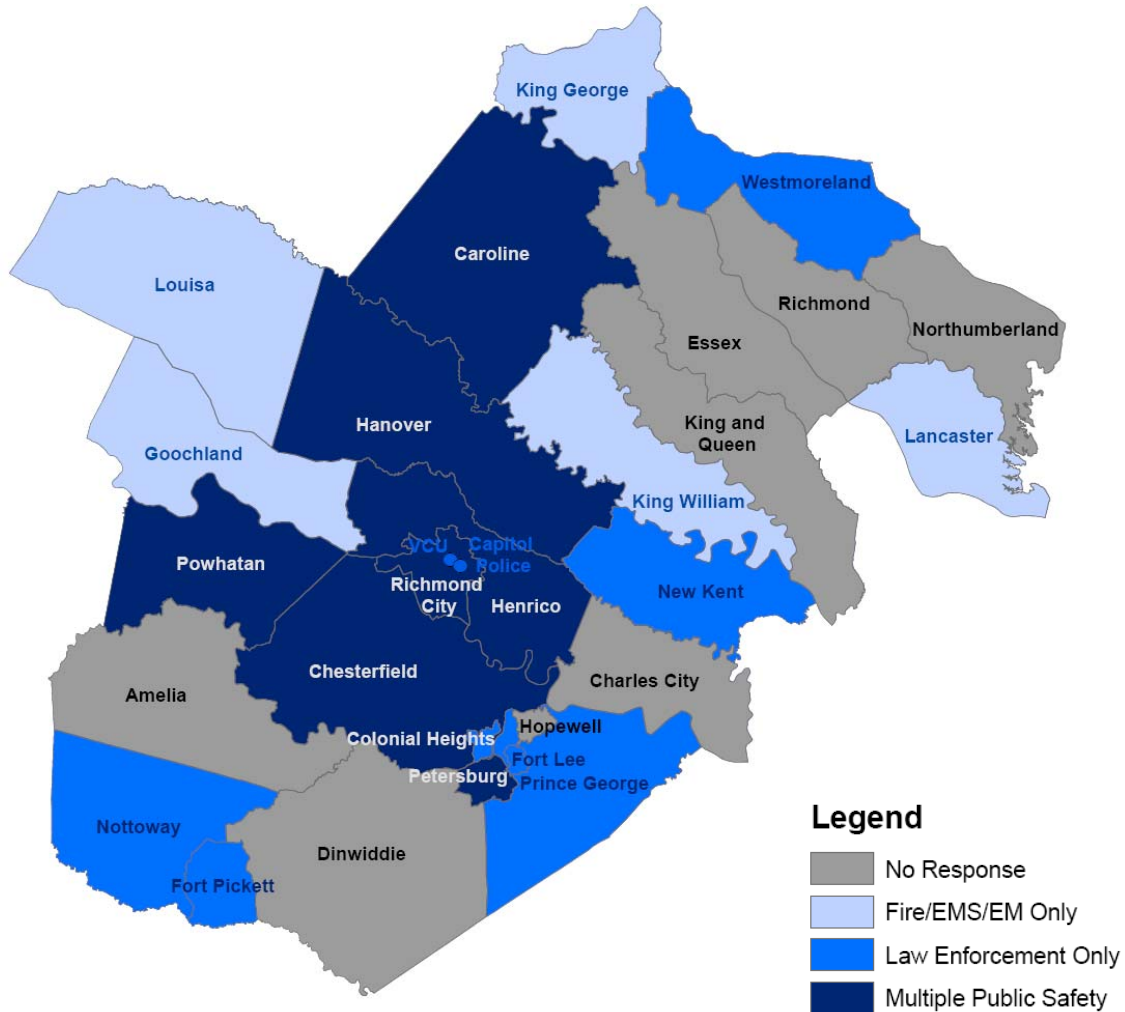 King George
Westmoreland
Caroline
Louisa
Richmond
Northumberland
Essex
Hanover
King and
Queen
Lancaster
Goochland
King William
VCU
Capitol
Police
Powhatan
Richmond
City
Henrico
New Kent
Chesterfield
Charles City
Amelia
Hopewell
Colonial Heights
Fort Lee
Petersburg
Prince George
Nottoway
Dinwiddie
Fort Pickett
Legend
No Response
Fire/EMS/EM Only
Law Enforcement Only
Multiple Public Safety